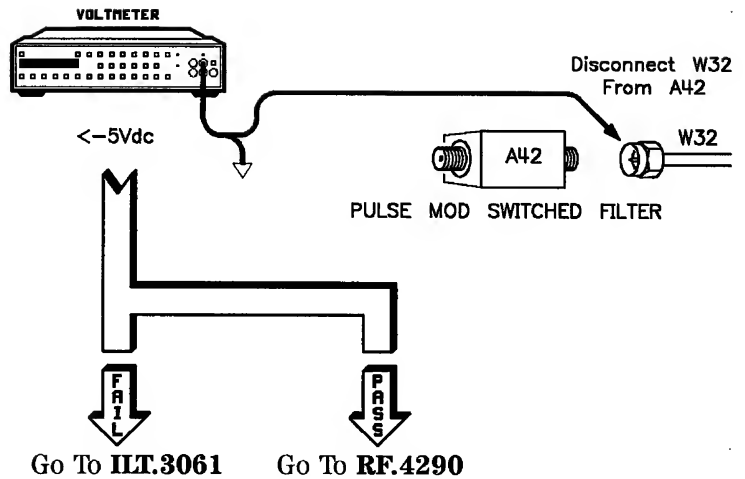 VOLTMETER
Disconnect W32
From A42
<-5Vdc
A42
W32
PULSE MOD SWITCHED FILTER
FAIL
PASS
Go To ILT.3061
Go To RF.4290